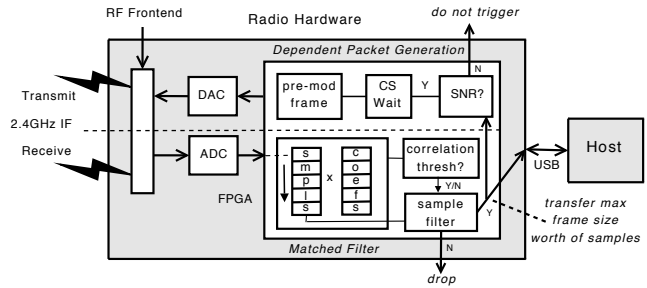 RF Frontend
Radio Hardware
do not trigger
Dependent Packet Generation
N
Transmit
DAC
pre-mod
frame
CS
Wait
Y
SNR?
2.4GHz IF
Receive
ADC
FPGA
s
m
p
l
s
x
c
o
e
f
s
correlation
thresh?
Y/N
sample
filter
Y
N
Matched Filter
drop
USB
Host
transfer max
frame size
worth of samples